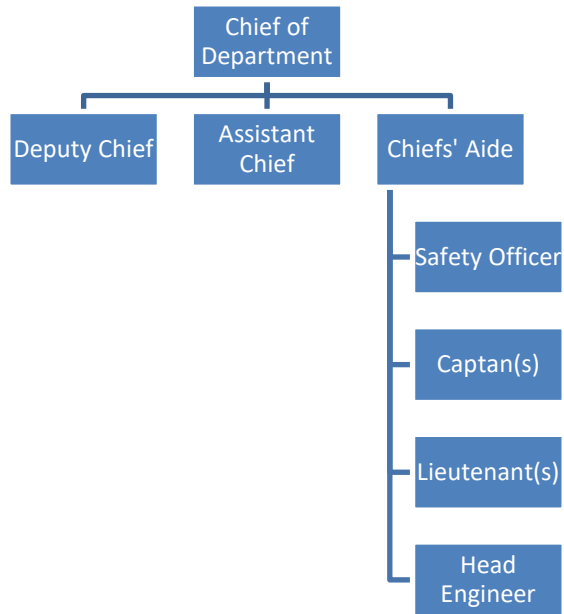 Chief of
Department
Deputy Chief
Assistant
Chief
Chiefs' Aide
Safety Officer
Captan(s)
Lieutenant(s)
Head
Engineer